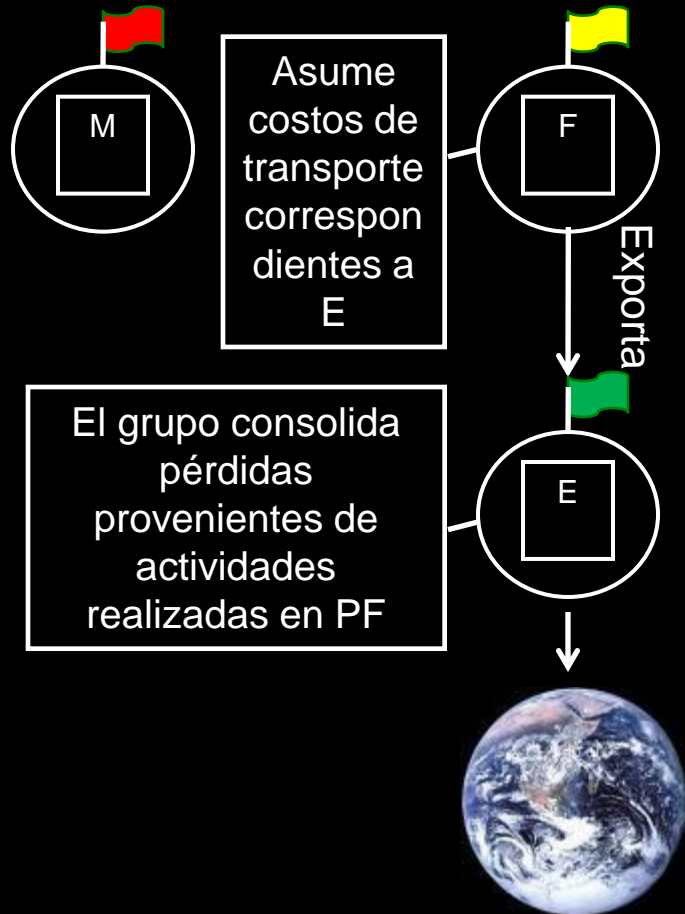 M
Asume
costos de
transporte
correspon
dientes a
E
F
Exporta
El grupo consolida
pérdidas
provenientes de
actividades
realizadas en PF
E